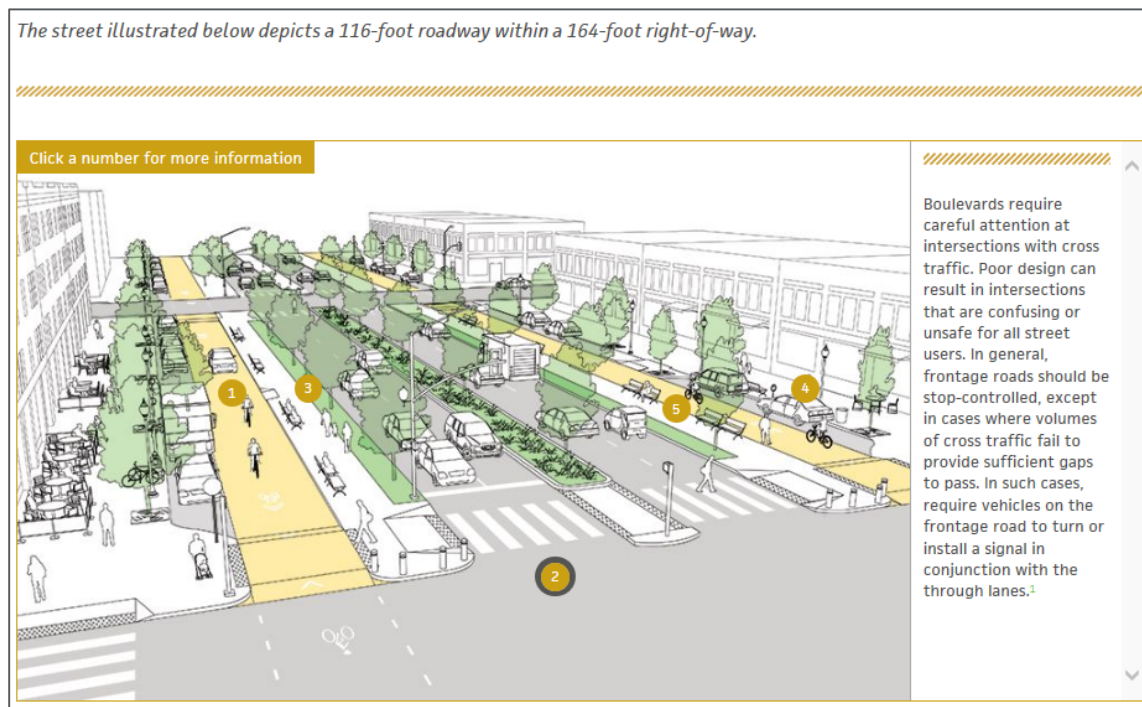 The street illustrated below depicts a 116-foot roadway within a 164-foot right-of-way.
Click a number for more information
1
3
4
5
2
Boulevards require
careful attention at
intersections with cross
traffic. Poor design can
result in intersections
that are confusing or
unsafe for all street
users. In general,
frontage roads should be
stop-controlled, except
in cases where volumes
of cross traffic fail to
provide sufficient gaps
to pass. In such cases,
require vehicles on the
frontage road to turn or
install a signal in
conjunction with the
through lanes.1